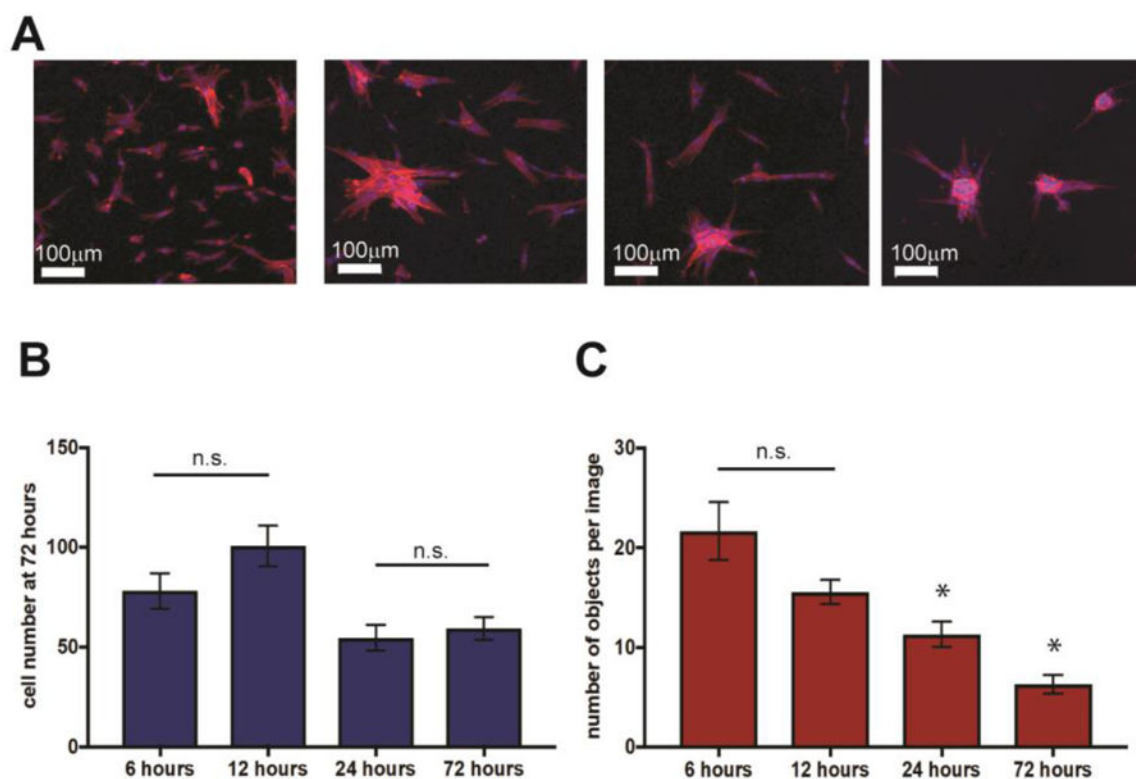 A
100μm 100μm 100μm 100μm
B
cell number at 72 hours
150
100
50
0
n.s.
n.s.
6 hours 12 hours 24 hours 72 hours
C
number of objects per image
30
20
10
0
n.s.
*
*
6 hours 12 hours 24 hours 72 hours